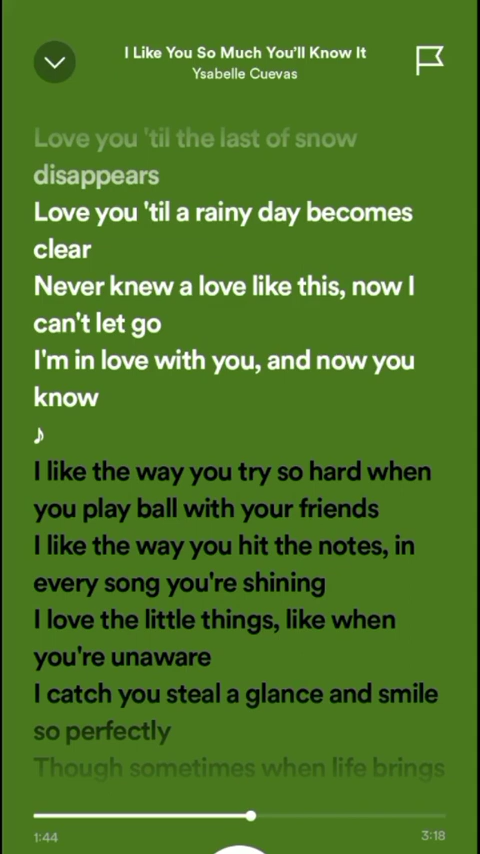 I Like You So Much You’ll Know It
Ysabelle Cuevas
Love you 'til the last of snow
disappears
Love you 'til a rainy day becomes
clear
Never knew a love like this, now I
can't let go
I'm in love with you, and now you
know
♪
I like the way you try so hard when
you play ball with your friends
I like the way you hit the notes, in
every song you're shining
I love the little things, like when
you're unaware
I catch you steal a glance and smile
so perfectly
Though sometimes when life brings
1:44
3:18